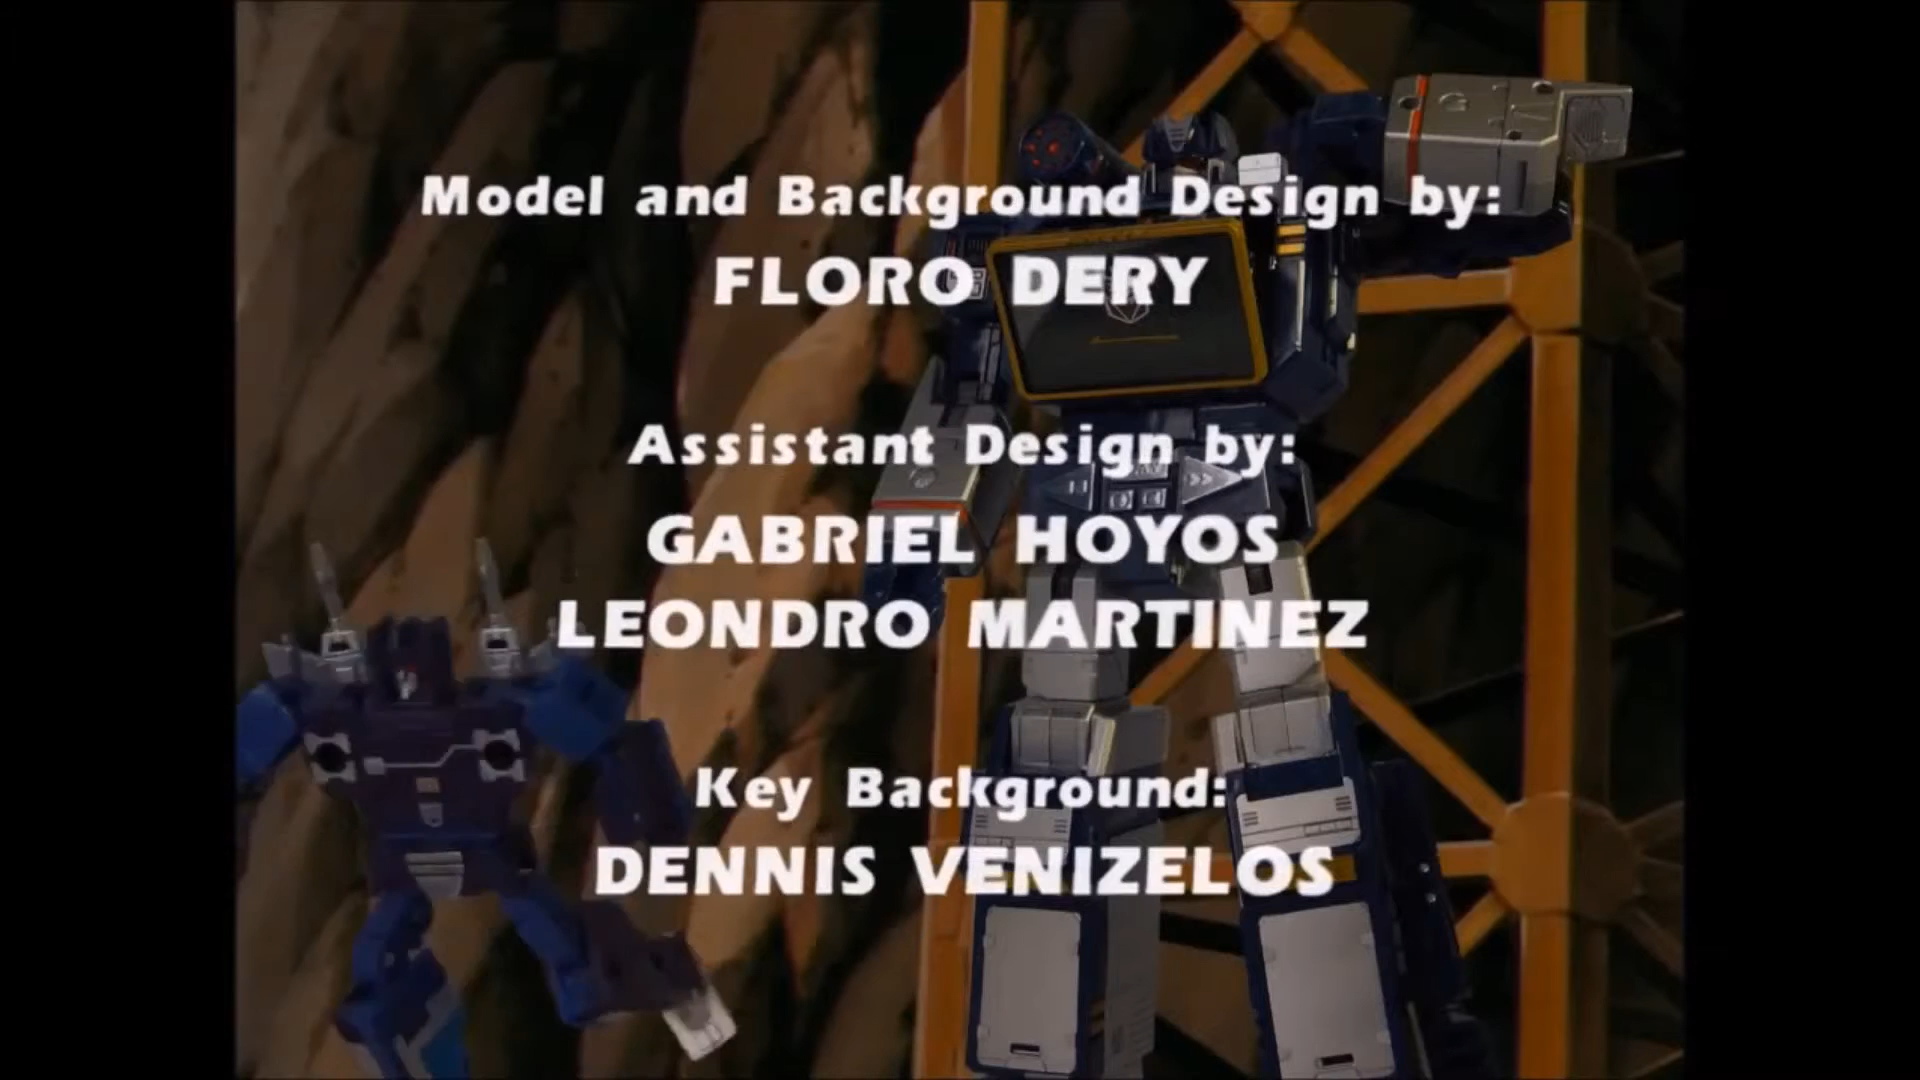 Model and Background Design by:
FLORO DERY
Assistant Design by:
GABRIEL HOYOS
LEONDRO MARTINEZ
Key Background:
DENNIS VENIZELOS